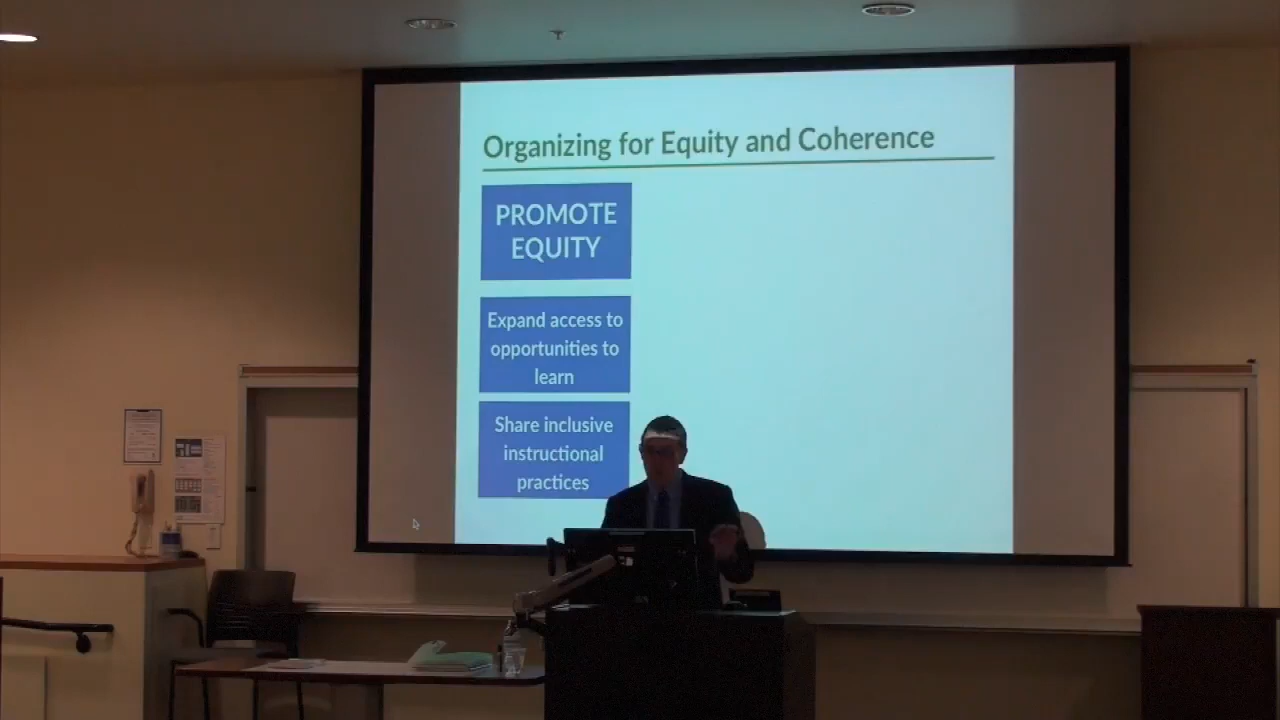 Organizing for Equity and Coherence
PROMOTE
EQUITY
Expand access to
opportunities to
learn
Share inclusive
instructional
practices